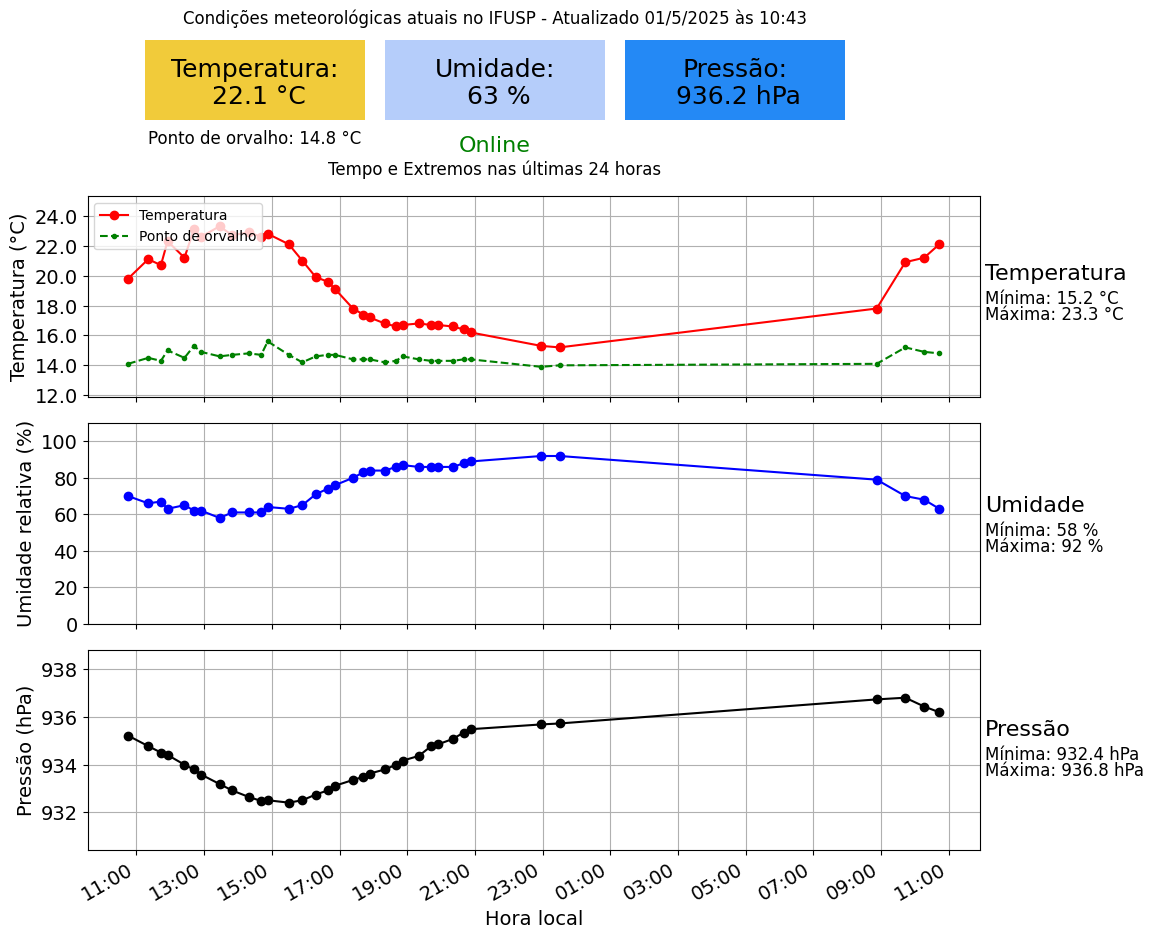 Condições meteorológicas atuais no IFUSP - Atualizado 01/5/2025 às 10:43
Temperatura:
22.1 °C
Umidade:
63 %
Pressão:
936.2 hPa
Ponto de orvalho: 14.8 °C
Online
Tempo e Extremos nas últimas 24 horas
Temperatura (°C)
24.0
22.0
20.0
18.0
16.0
14.0
12.0
Temperatura
Ponto de orvalho
Temperatura
Mínima: 15.2 °C
Máxima: 23.3 °C
Umidade relativa (%)
100
80
60
40
20
0
Umidade
Mínima: 58 %
Máxima: 92 %
Pressão (hPa)
938
936
934
932
Pressão
Mínima: 932.4 hPa
Máxima: 936.8 hPa
11:00 13:00 15:00 17:00 19:00 21:00 23:00 01:00 03:00 05:00 07:00 09:00 11:00
Hora local